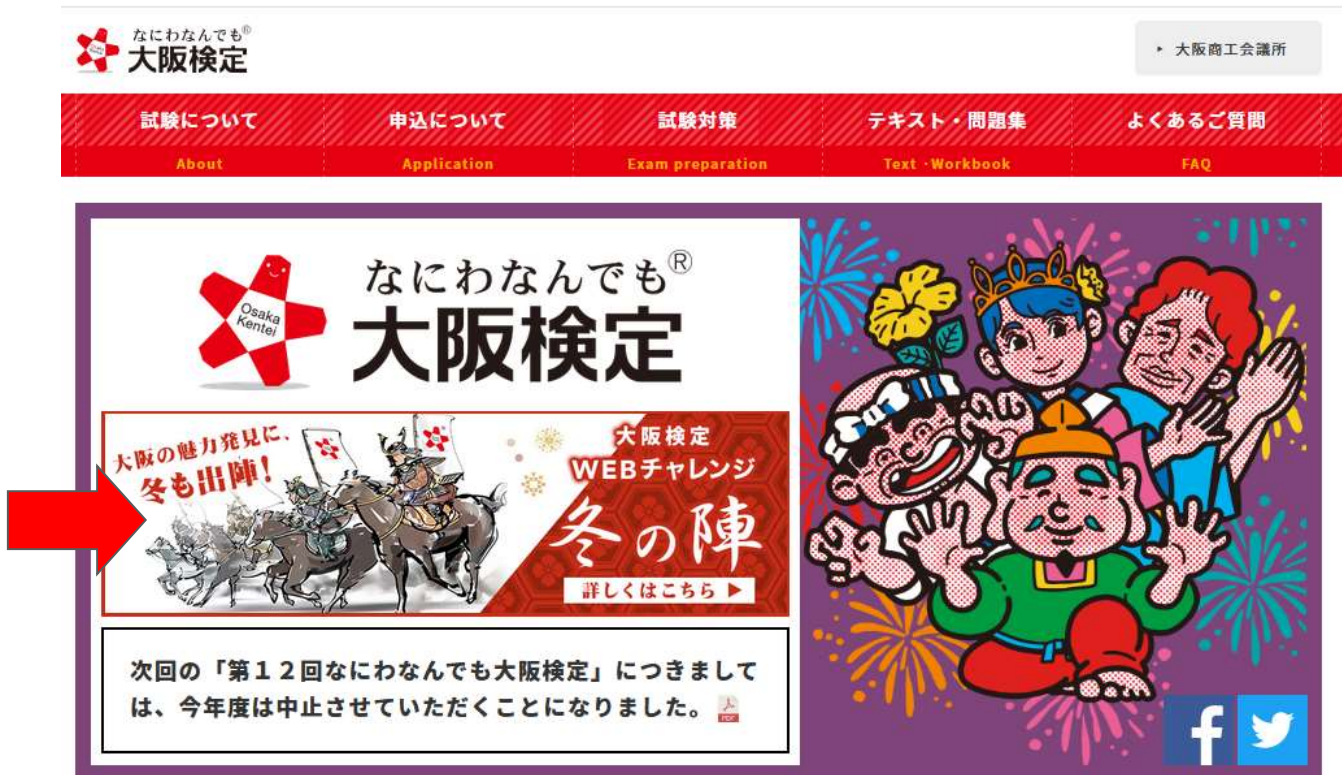 なにわなんでも®
大阪検定
▶ 大阪商工会議所
試験について
About
申込について
Application
試験対策
Exam preparation
テキスト・問題集
Text・Workbook
よくあるご質問
FAQ
Osaka
Kentei
なにわなんでも®
大阪検定
大阪の魅力発見に、
冬も出陣!
大阪検定
WEBチャレンジ
冬の陣
詳しくはこちら ▶
次回の「第12回なにわなんでも大阪検定」につきまして
は、今年度は中止させていただくことになりました。
PDF